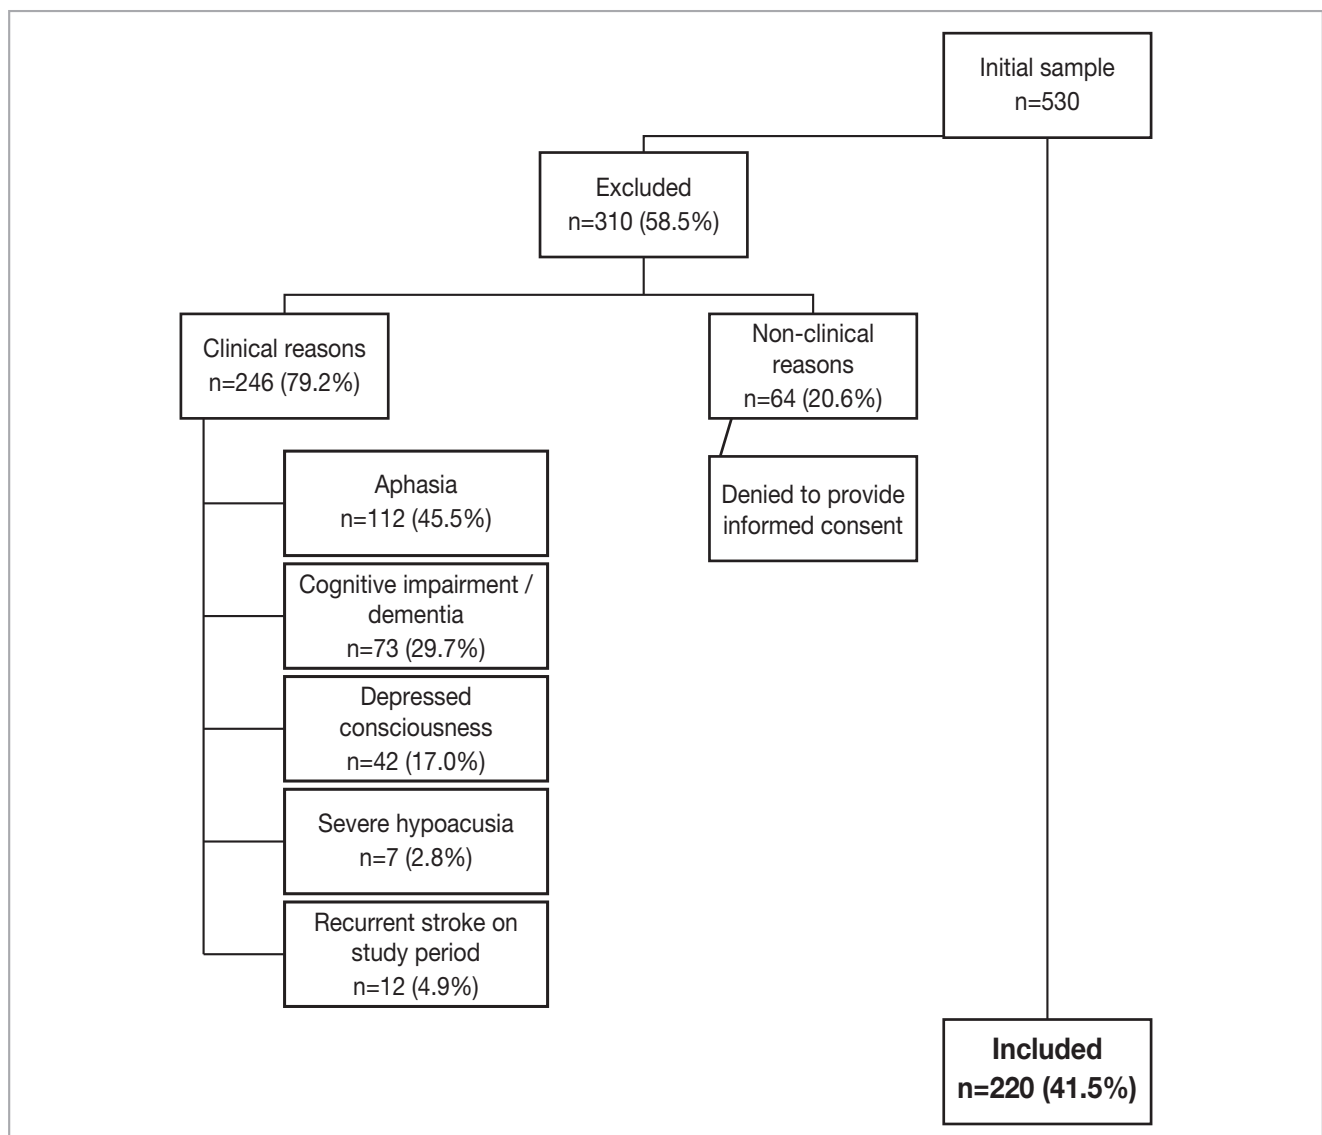 Initial sample
n=530
Excluded
n=310 (58.5%)
Clinical reasons
n=246 (79.2%)
Non-clinical
reasons
n=64 (20.6%)
Aphasia
n=112 (45.5%)
Denied to provide
informed consent
Cognitive impairment /
dementia
n=73 (29.7%)
Depressed
consciousness
n=42 (17.0%)
Severe hypoacusia
n=7 (2.8%)
Recurrent stroke on
study period
n=12 (4.9%)
Included
n=220 (41.5%)